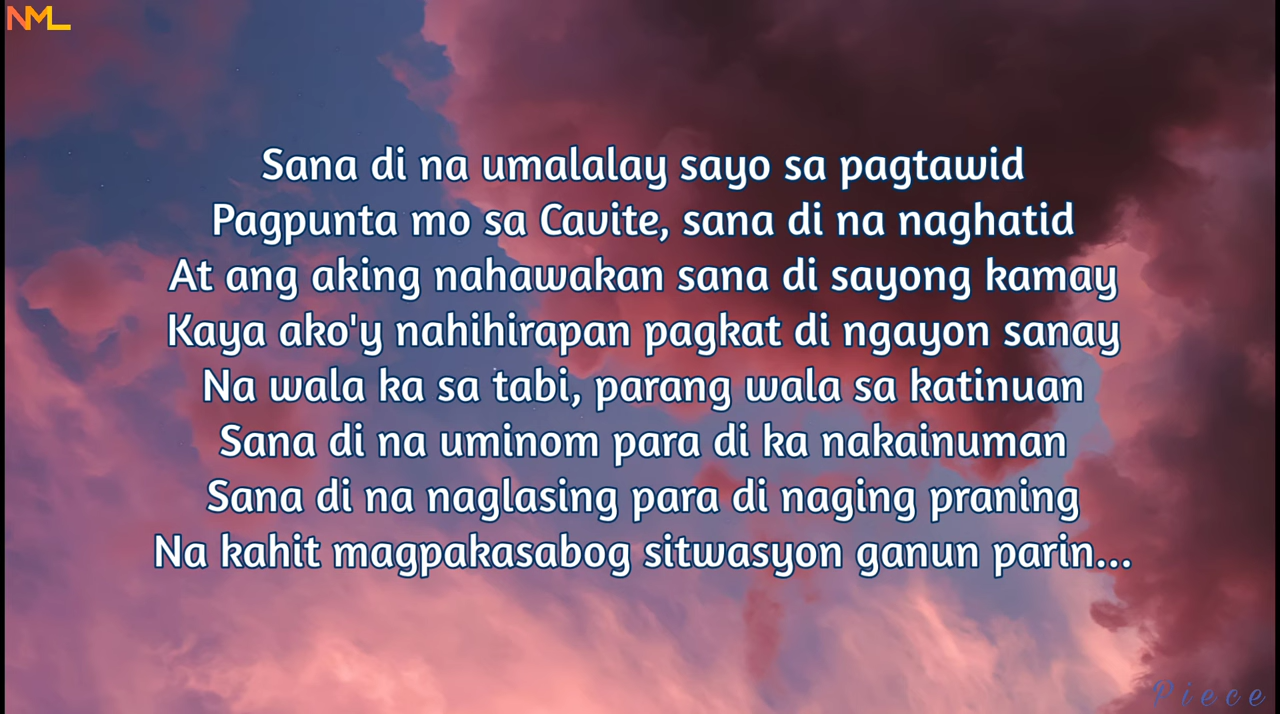 NML
Sana di na umalalay sayo sa pagtawid
Pagpunta mo sa Cavite, sana di na naghatid
At ang aking nahawakan sana di sayong kamay
Kaya ako'y nahihirapan pagkat di ngayon sanay
Na wala ka sa tabi, parang wala sa katinuan
Sana di na uminom para di ka nakainuman
Sana di na naglasing para di naging praning
Na kahit magpakasabog sitwasyon ganun parin...
Piece